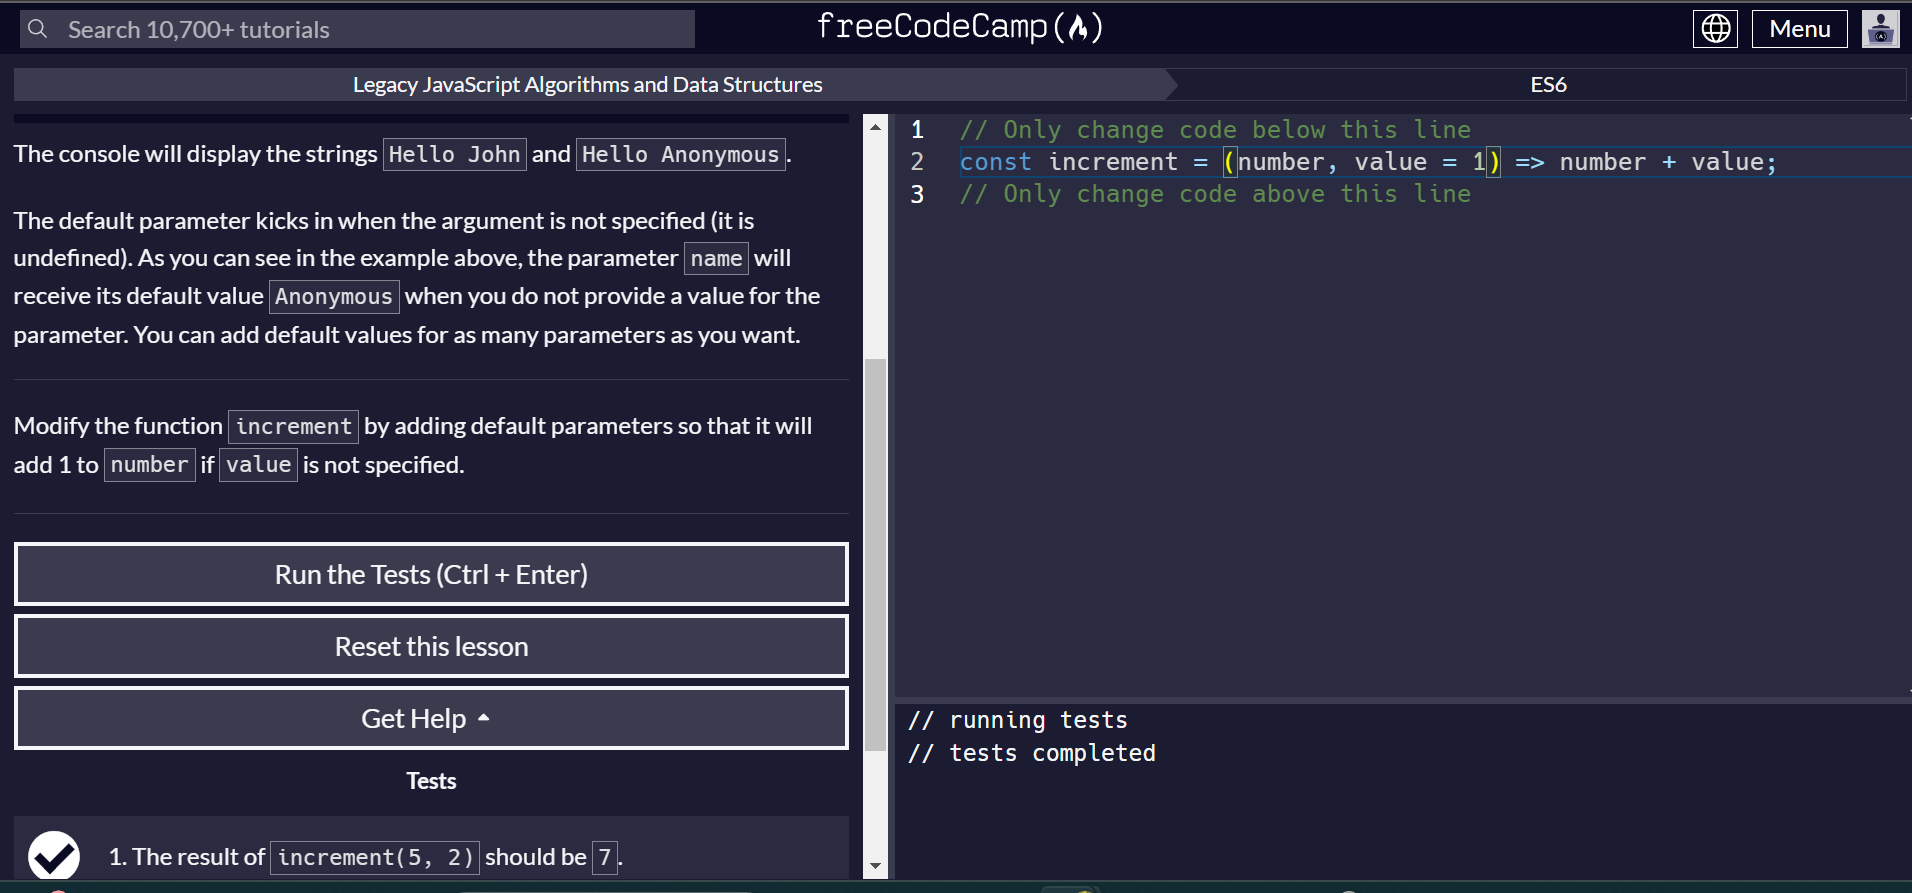 Search 10,700+ tutorials
freeCodeCamp
Menu
Legacy JavaScript Algorithms and Data Structures
ES6
The console will display the strings Hello John and Hello Anonymous.
The default parameter kicks in when the argument is not specified (it is
undefined). As you can see in the example above, the parameter name will
receive its default value Anonymous when you do not provide a value for the
parameter. You can add default values for as many parameters as you want.
Modify the function increment by adding default parameters so that it will
add 1 to number if value is not specified.
Run the Tests (Ctrl + Enter)
Reset this lesson
Get Help
Tests
1. The result of increment(5, 2) should be 7.
1 // Only change code below this line
2 const increment = (number, value = 1) => number + value;
3 // Only change code above this line
// running tests
// tests completed